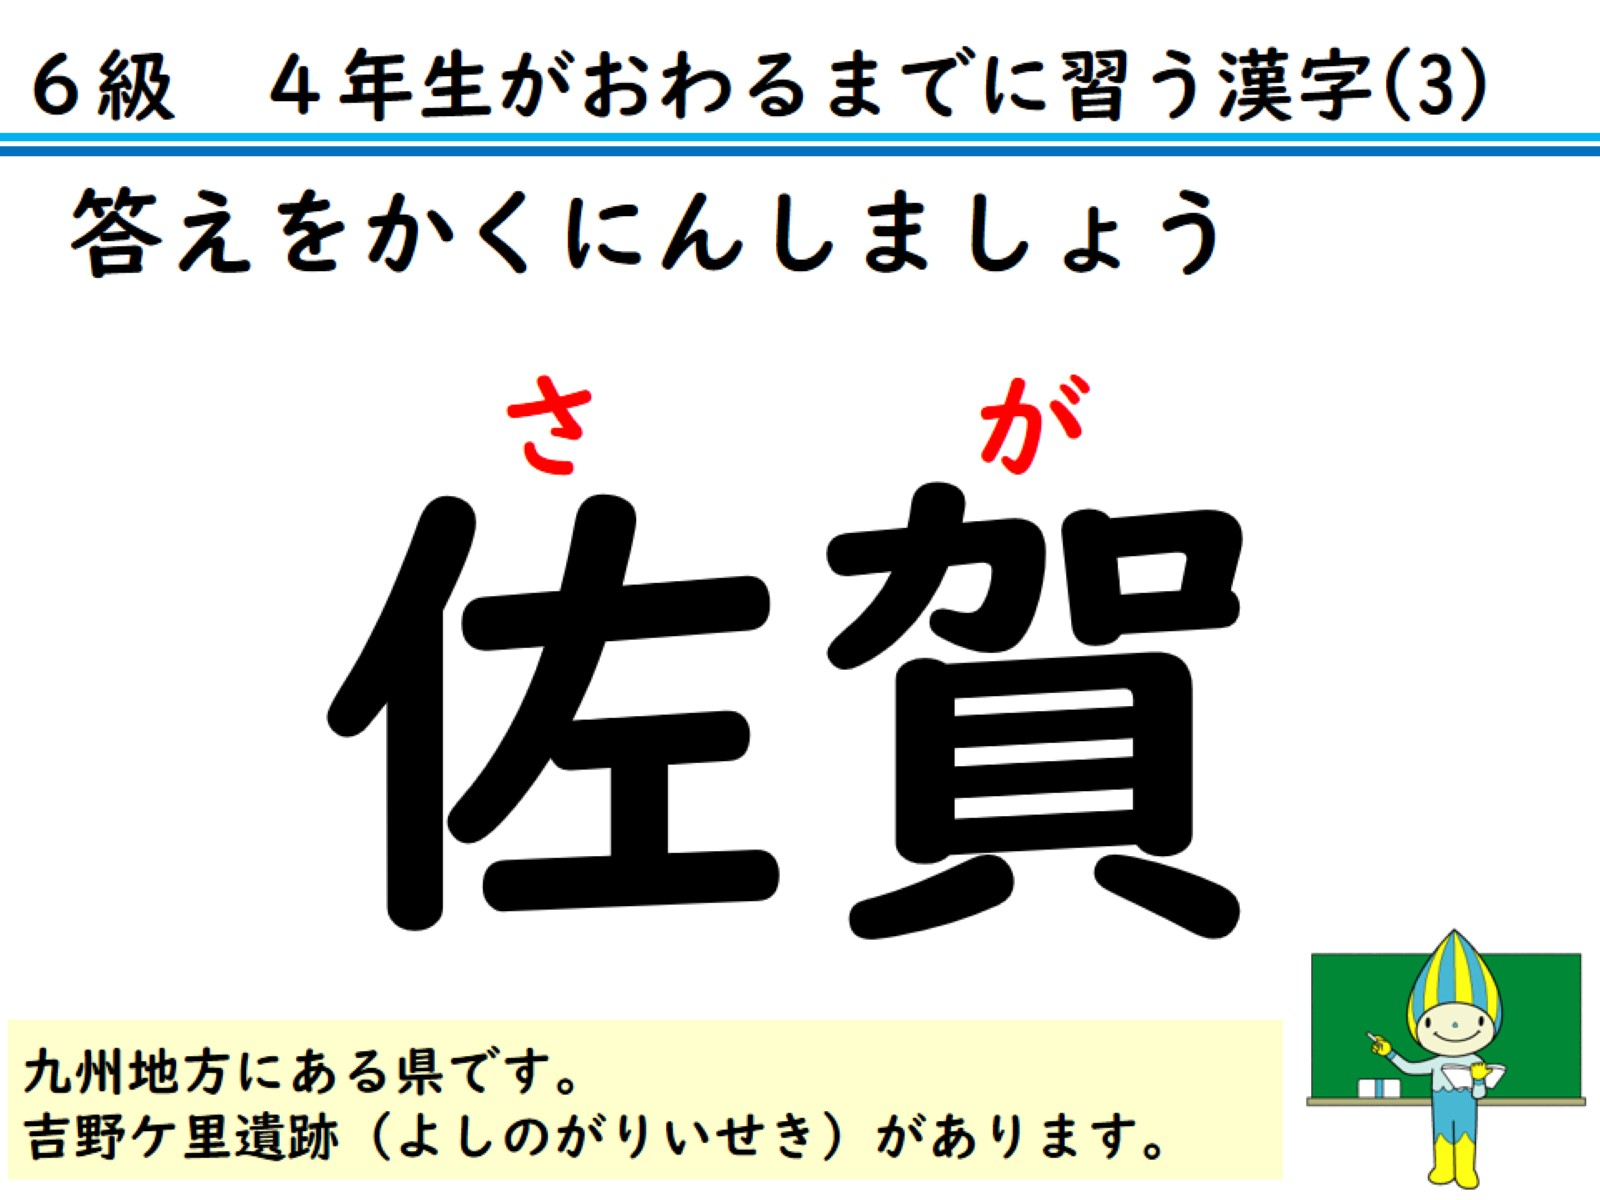 ６級　４年生がおわるまでに習う漢字(3)
答えをかくにんしましょう
さ　が
佐賀
九州地方にある県です。
吉野ケ里遺跡（よしのがりいせき）があります。